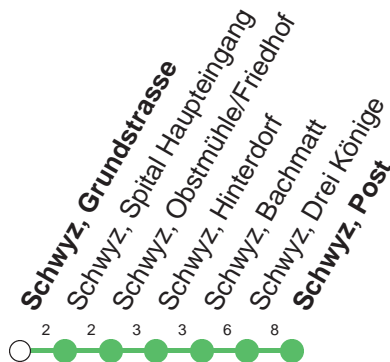 Schwyz, Grundstrasse
Schwyz, Spital Haupteingang
Schwyz, Obstmühle/Friedhof
Schwyz, Hinterdorf
Schwyz, Bachmatt
Schwyz, Drei Könige
Schwyz, Post
2 2 3 3 6 8